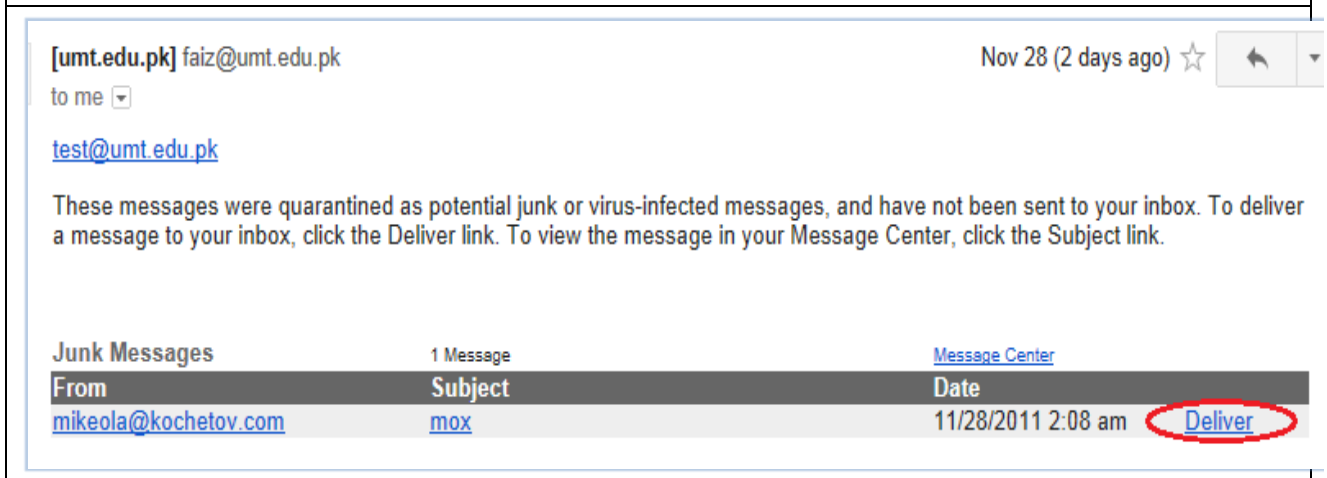 [umt.edu.pk] faiz@umt.edu.pk Nov 28 (2 days ago)
to me
test@umt.edu.pk
These messages were quarantined as potential junk or virus-infected messages, and have not been sent to your inbox. To deliver
a message to your inbox, click the Deliver link. To view the message in your Message Center, click the Subject link.
Junk Messages 1 Message Message Center
From Subject Date
mikeola@kochetov.com mox 11/28/2011 2:08 am Deliver